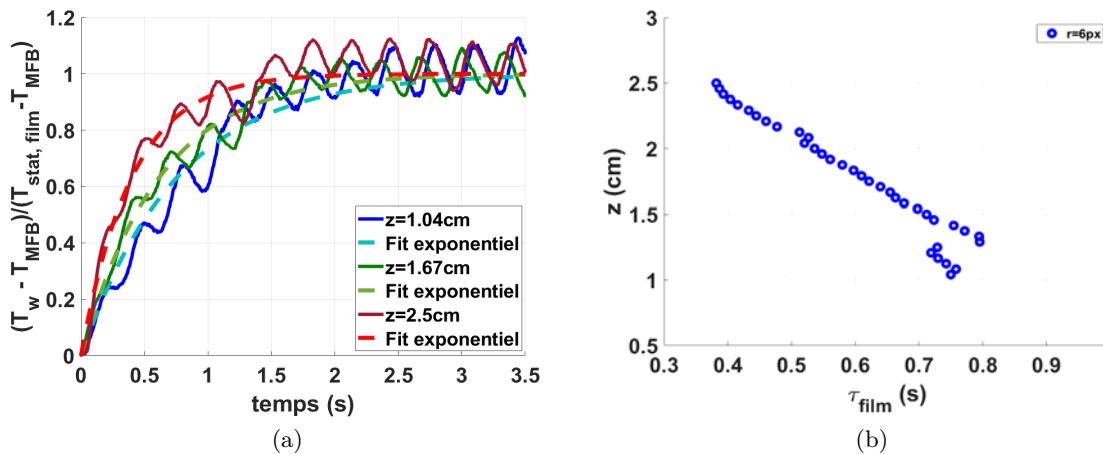 1.2
1
0.8
0.6
0.4
0.2
0
(T_w - T_MFB)/(T_stat, film -T_MFB)
0 0.5 1 1.5 2 2.5 3 3.5
temps (s)
z=1.04cm
Fit exponentiel
z=1.67cm
Fit exponentiel
z=2.5cm
Fit exponentiel
(a)
3
2.5
2
1.5
1
0.5
z (cm)
0.3 0.4 0.5 0.6 0.7 0.8 0.9
τ_film (s)
r=6px
(b)